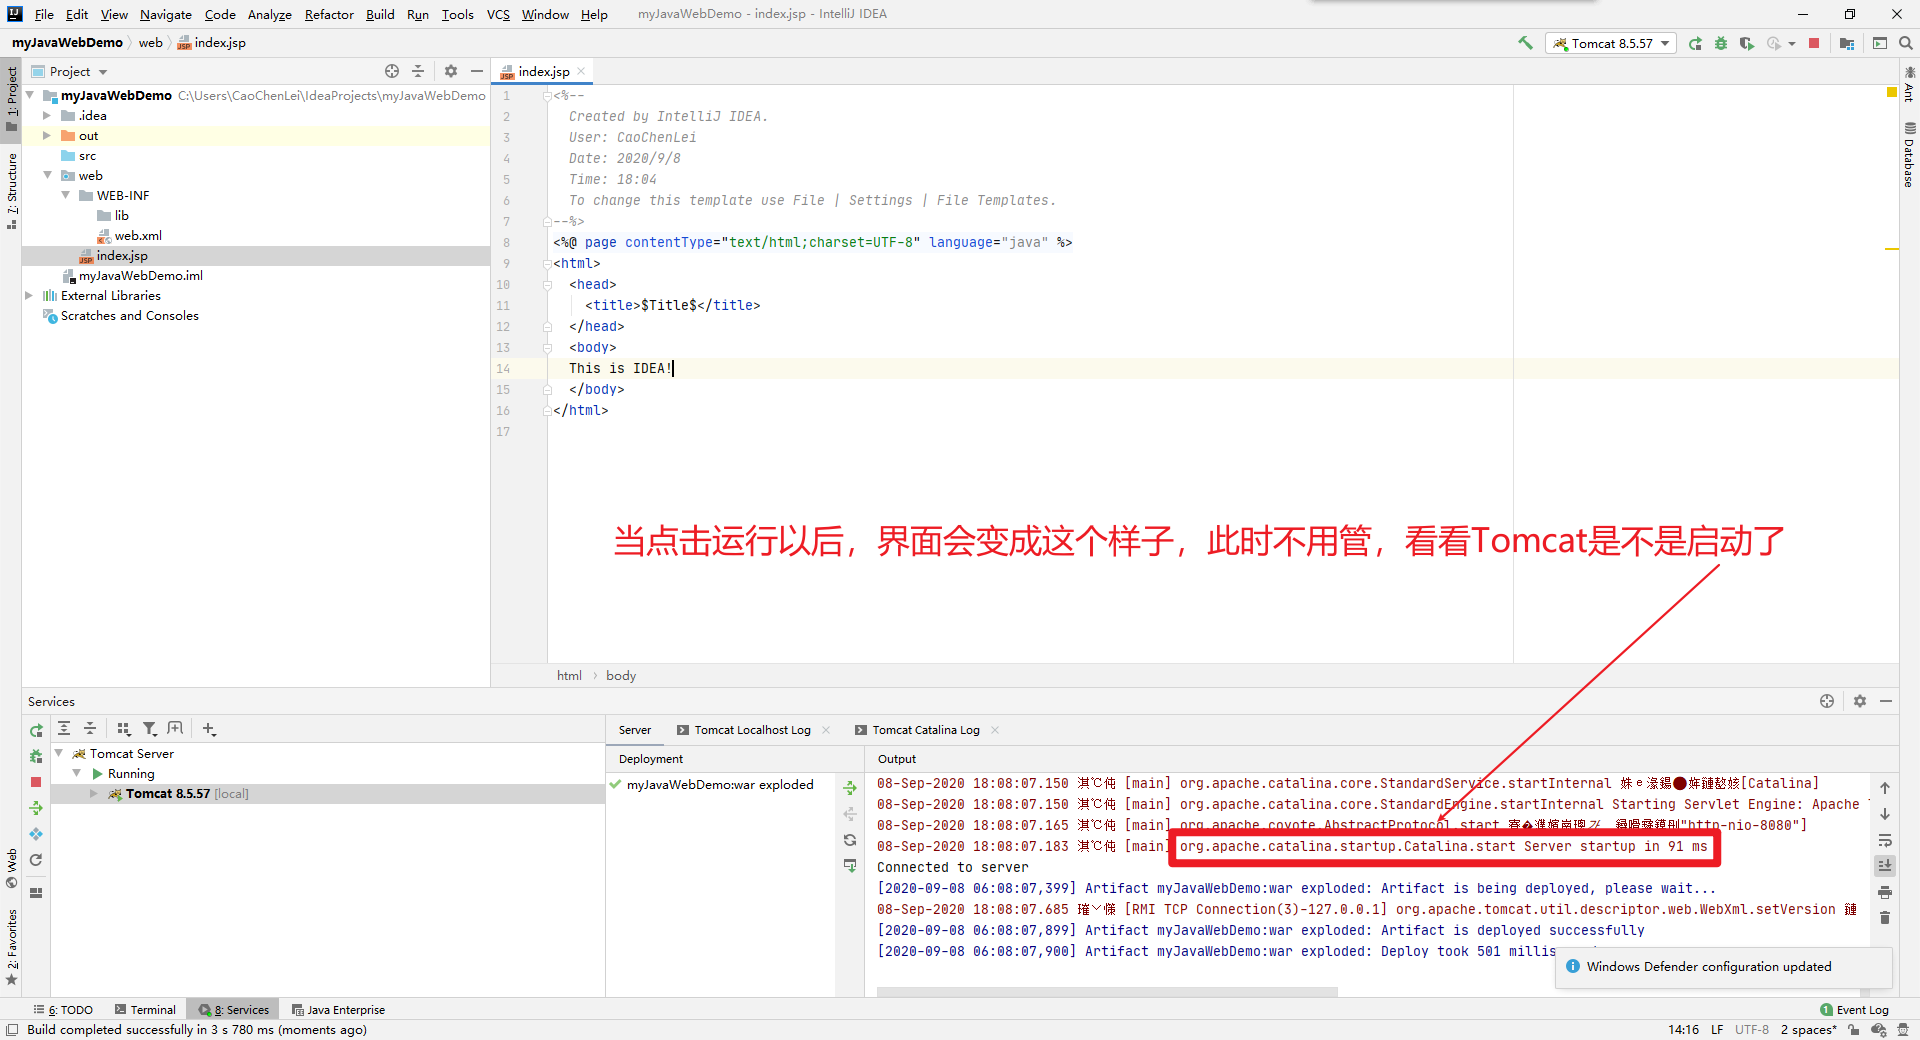 File Edit View Navigate Code Analyze Refactor Build Run Tools VCS Window Help myJavaWebDemo - index.jsp - IntelliJ IDEA
myJavaWebDemo web index.jsp
Tomcat 8.5.57
Project
index.jsp
1: Project
7: Structure
Web
2: Favorites
Ant
Database
myJavaWebDemo C:\Users\CaoChenLei\IdeaProjects\myJavaWebDemo
.idea
out
src
web
WEB-INF
lib
web.xml
index.jsp
myJavaWebDemo.iml
External Libraries
Scratches and Consoles
1 <%--
2 Created by IntelliJ IDEA.
3 User: CaoChenLei
4 Date: 2020/9/8
5 Time: 18:04
6 To change this template use File | Settings | File Templates.
7 --%>
8 <%@ page contentType="text/html;charset=UTF-8" language="java" %>
9 <html>
10 <head>
11 <title>$Title$</title>
12 </head>
13 <body>
14 This is IDEA!
15 </body>
16 </html>
17
当点击运行以后，界面会变成这个样子，此时不用管，看看Tomcat是不是启动了
html body
Services
Tomcat Server
Running
Tomcat 8.5.57 [local]
Server Tomcat Localhost Log Tomcat Catalina Log
Deployment
myJavaWebDemo:war exploded
Output
08-Sep-2020 18:08:07.150 淇℃伅 [main] org.apache.catalina.core.StandardService.startInternal [Catalina]
08-Sep-2020 18:08:07.150 淇℃伅 [main] org.apache.catalina.core.StandardEngine.startInternal Starting Servlet Engine: Apache
08-Sep-2020 18:08:07.165 淇℃伅 [main] org.apache.coyote.AbstractProtocol.start "http-nio-8080"]
08-Sep-2020 18:08:07.183 淇℃伅 [main] org.apache.catalina.startup.Catalina.start Server startup in 91 ms
Connected to server
[2020-09-08 06:08:07,399] Artifact myJavaWebDemo:war exploded: Artifact is being deployed, please wait...
08-Sep-2020 18:08:07.685 [RMI TCP Connection(3)-127.0.0.1] org.apache.tomcat.util.descriptor.web.WebXml.setVersion
[2020-09-08 06:08:07,899] Artifact myJavaWebDemo:war exploded: Artifact is deployed successfully
[2020-09-08 06:08:07,900] Artifact myJavaWebDemo:war exploded: Deploy took 501 millis
Windows Defender configuration updated
6: TODO Terminal 8: Services Java Enterprise 1 Event Log
Build completed successfully in 3 s 780 ms (moments ago) 14:16 LF UTF-8 2 spaces*